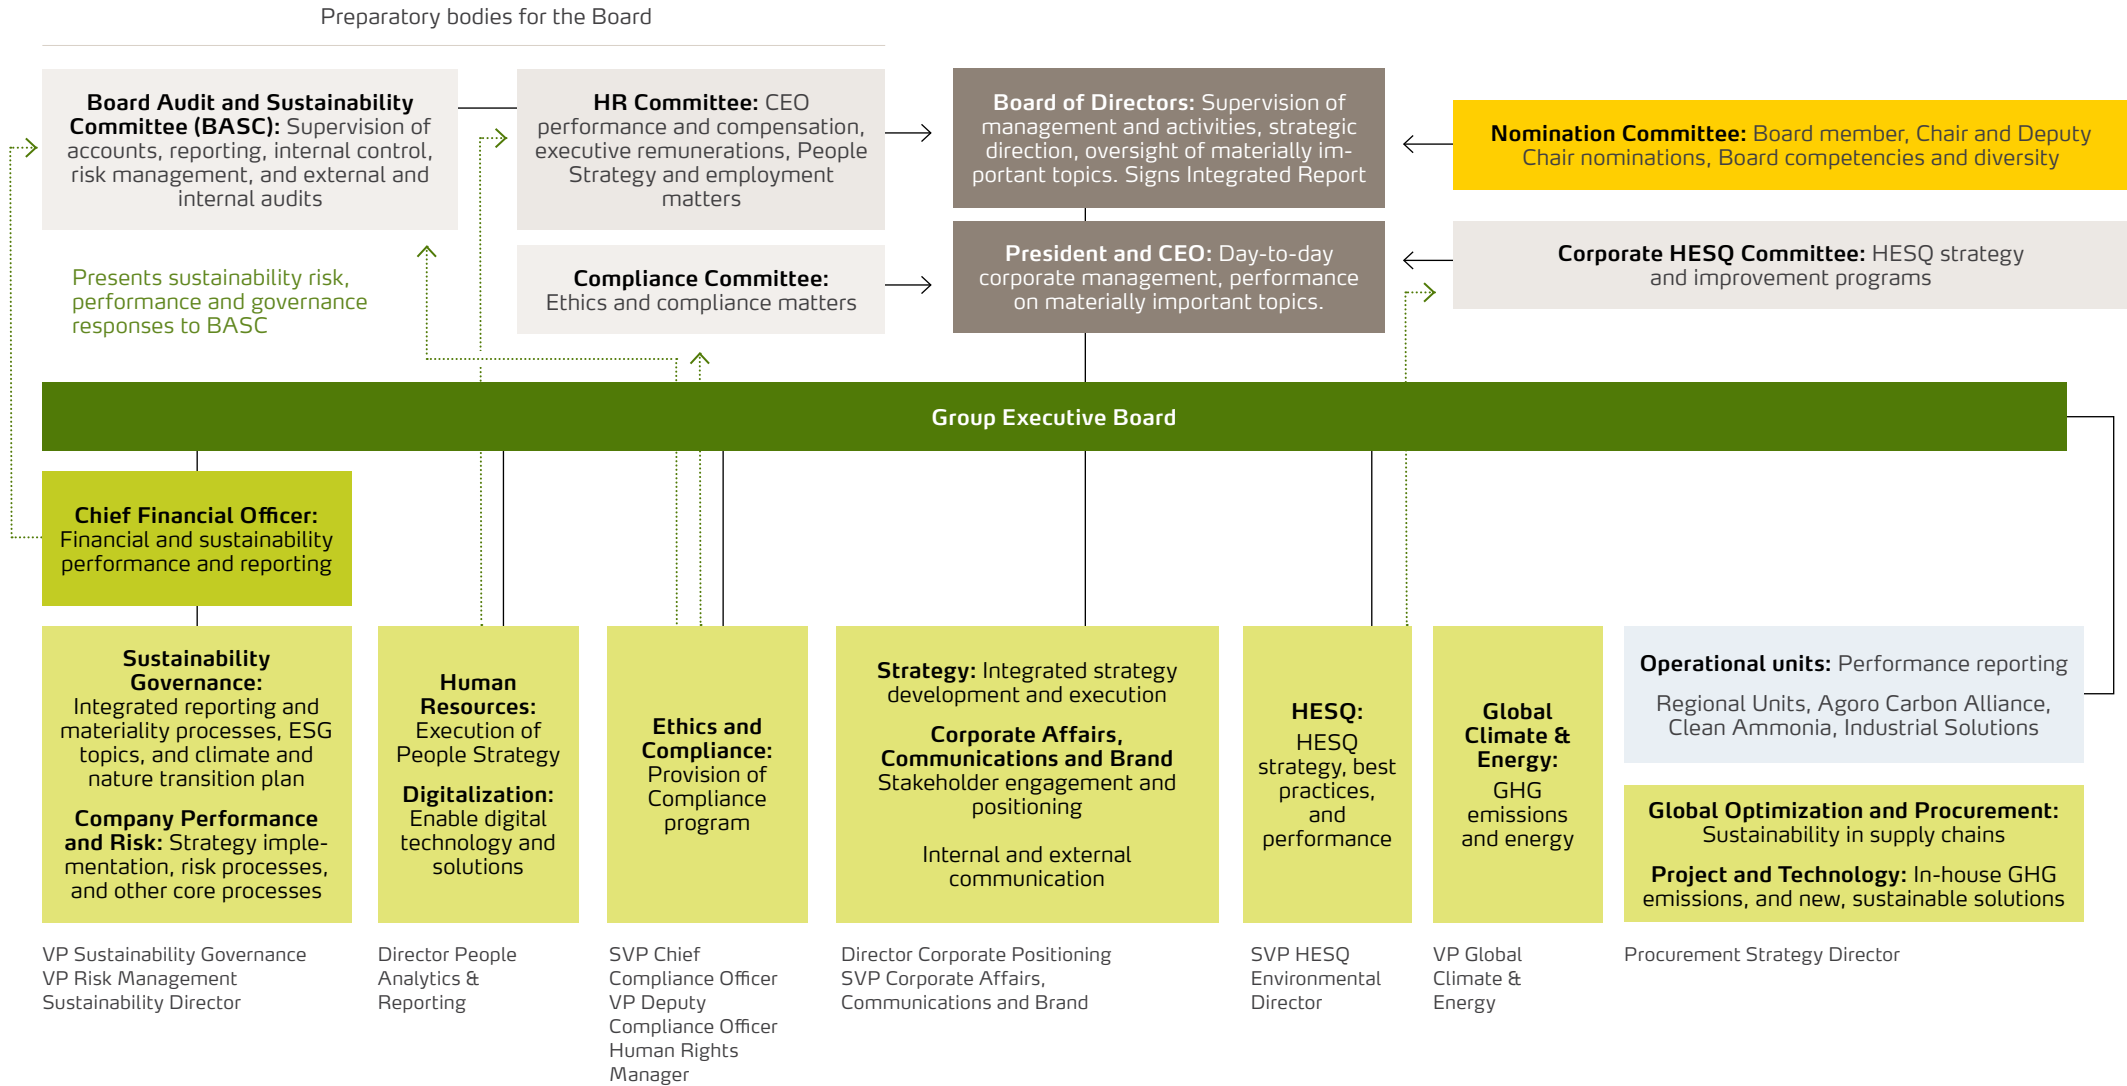 Preparatory bodies for the Board
Board Audit and Sustainability
Committee (BASC): Supervision of
accounts, reporting, internal control,
risk management, and external and
internal audits
HR Committee: CEO
performance and compensation,
executive remunerations, People
Strategy and employment
matters
Board of Directors: Supervision of
management and activities, strategic
direction, oversight of materially im-
portant topics. Signs Integrated Report
Nomination Committee: Board member, Chair and Deputy
Chair nominations, Board competencies and diversity
Presents sustainability risk,
performance and governance
responses to BASC
Compliance Committee:
Ethics and compliance matters
President and CEO: Day-to-day
corporate management, performance
on materially important topics.
Corporate HESQ Committee: HESQ strategy
and improvement programs
Group Executive Board
Chief Financial Officer:
Financial and sustainability
performance and reporting
Sustainability
Governance:
Integrated reporting and
materiality processes, ESG
topics, and climate and
nature transition plan
Company Performance
and Risk: Strategy imple-
mentation, risk processes,
and other core processes
Human
Resources:
Execution of
People Strategy
Digitalization:
Enable digital
technology and
solutions
Ethics and
Compliance:
Provision of
Compliance
program
Strategy: Integrated strategy
development and execution
Corporate Affairs,
Communications and Brand
Stakeholder engagement and
positioning
Internal and external
communication
HESQ:
HESQ
strategy, best
practices,
and
performance
Global
Climate &
Energy:
GHG
emissions
and energy
Operational units: Performance reporting
Regional Units, Agoro Carbon Alliance,
Clean Ammonia, Industrial Solutions
Global Optimization and Procurement:
Sustainability in supply chains
Project and Technology: In-house GHG
emissions, and new, sustainable solutions
VP Sustainability Governance
VP Risk Management
Sustainability Director
Director People
Analytics &
Reporting
SVP Chief
Compliance Officer
VP Deputy
Compliance Officer
Human Rights
Manager
Director Corporate Positioning
SVP Corporate Affairs,
Communications and Brand
SVP HESQ
Environmental
Director
VP Global
Climate &
Energy
Procurement Strategy Director